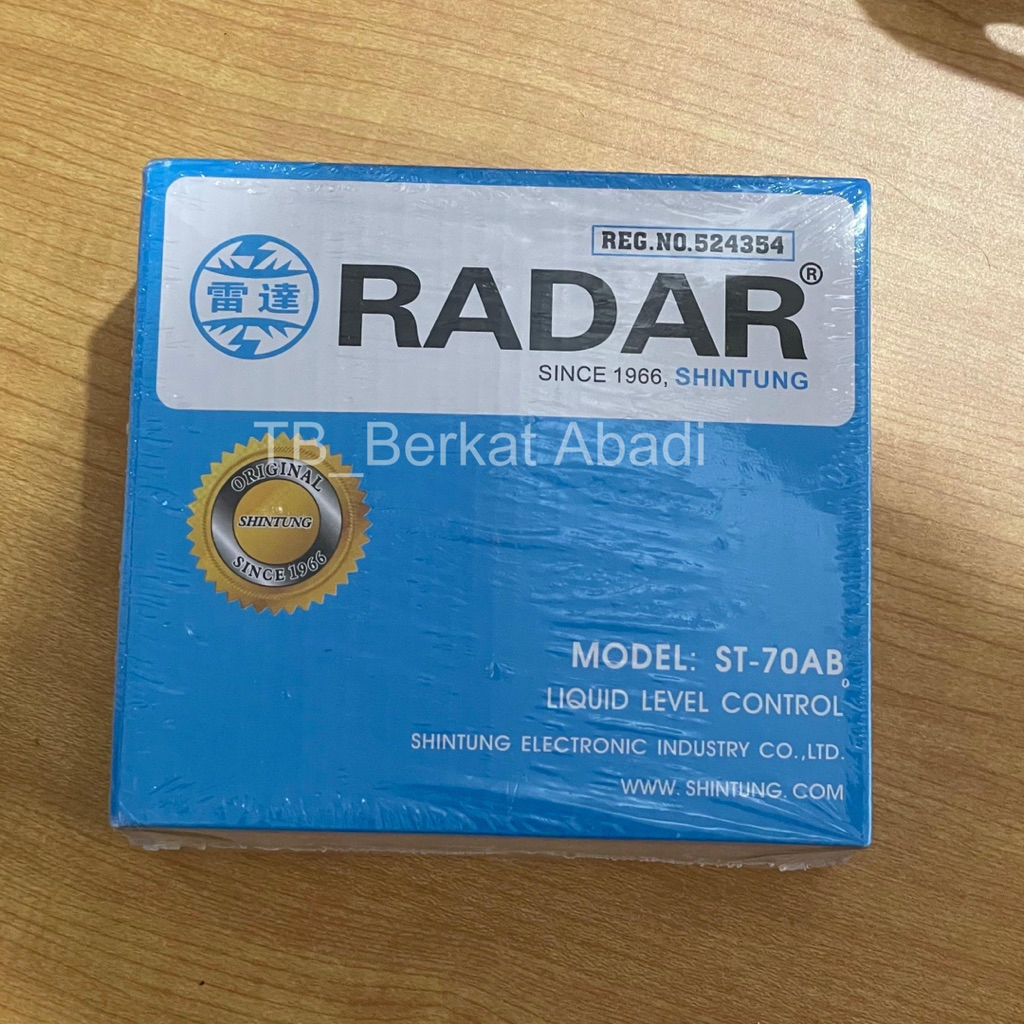 REG.NO.524354
雷達
RADAR®
SINCE 1966, SHINTUNG
TB_Berkat Abadi
ORIGINAL
SHINTUNG
SINCE 1966
MODEL: ST-70AB
LIQUID LEVEL CONTROL
SHINTUNG ELECTRONIC INDUSTRY CO.,LTD.
WWW. SHINTUNG. COM